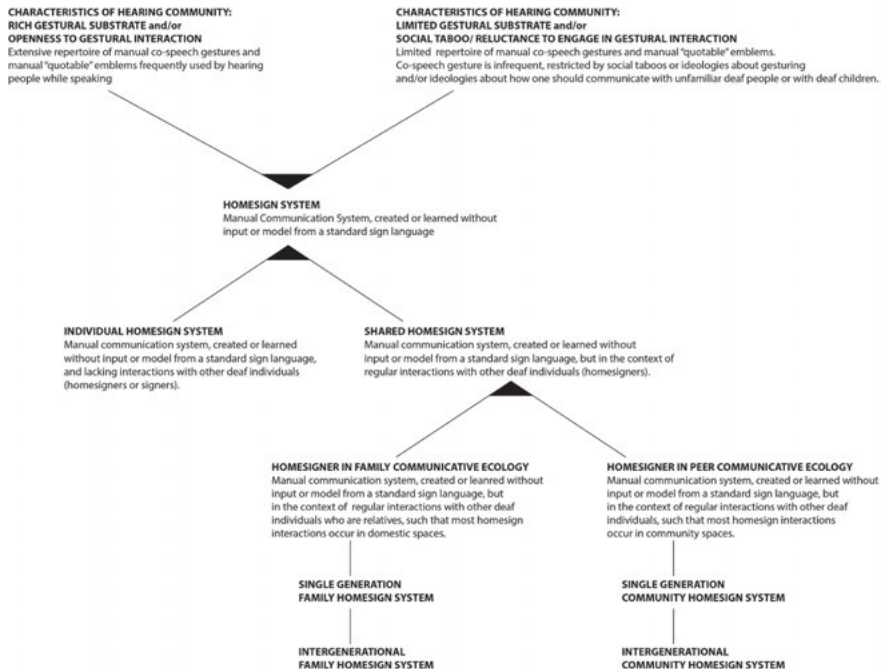 CHARACTERISTICS OF HEARING COMMUNITY:
RICH GESTURAL SUBSTRATE and/or
OPENNESS TO GESTURAL INTERACTION
Extensive repertoire of manual co-speech gestures and
manual "quotable" emblems frequently used by hearing
people while speaking
CHARACTERISTICS OF HEARING COMMUNITY:
LIMITED GESTURAL SUBSTRATE and/or
SOCIAL TABOO/ RELUCTANCE TO ENGAGE IN GESTURAL INTERACTION
Limited repertoire of manual co-speech gestures and manual "quotable" emblems.
Co-speech gesture is infrequent, restricted by social taboos or ideologies about gesturing
and/or ideologies about how one should communicate with unfamiliar deaf people or with deaf children.
HOMESIGN SYSTEM
Manual Communication System, created or learned without
input or model from a standard sign language
INDIVIDUAL HOMESIGN SYSTEM
Manual communication system, created or learned
without input or model from a standard sign language,
and lacking interactions with other deaf individuals
(homesigners or signers).
SHARED HOMESIGN SYSTEM
Manual communication system, created or learned without
input or model from a standard sign language, but in the context of
regular interactions with other deaf individuals (homesigners).
HOMESIGNER IN FAMILY COMMUNICATIVE ECOLOGY
Manual communication system, created or leanred without
input or model from a standard sign language, but
in the context of regular interactions with other deaf
individuals who are relatives, such that most homesign
interactions occur in domestic spaces.
HOMESIGNER IN PEER COMMUNICATIVE ECOLOGY
Manual communication system, created or learned without
input or model from a standard sign language, but
in the context of regular interactions with other deaf
individuals, such that most homesign interactions
occur in community spaces.
SINGLE GENERATION
FAMILY HOMESIGN SYSTEM
SINGLE GENERATION
COMMUNITY HOMESIGN SYSTEM
INTERGENERATIONAL
FAMILY HOMESIGN SYSTEM
INTERGENERATIONAL
COMMUNITY HOMESIGN SYSTEM